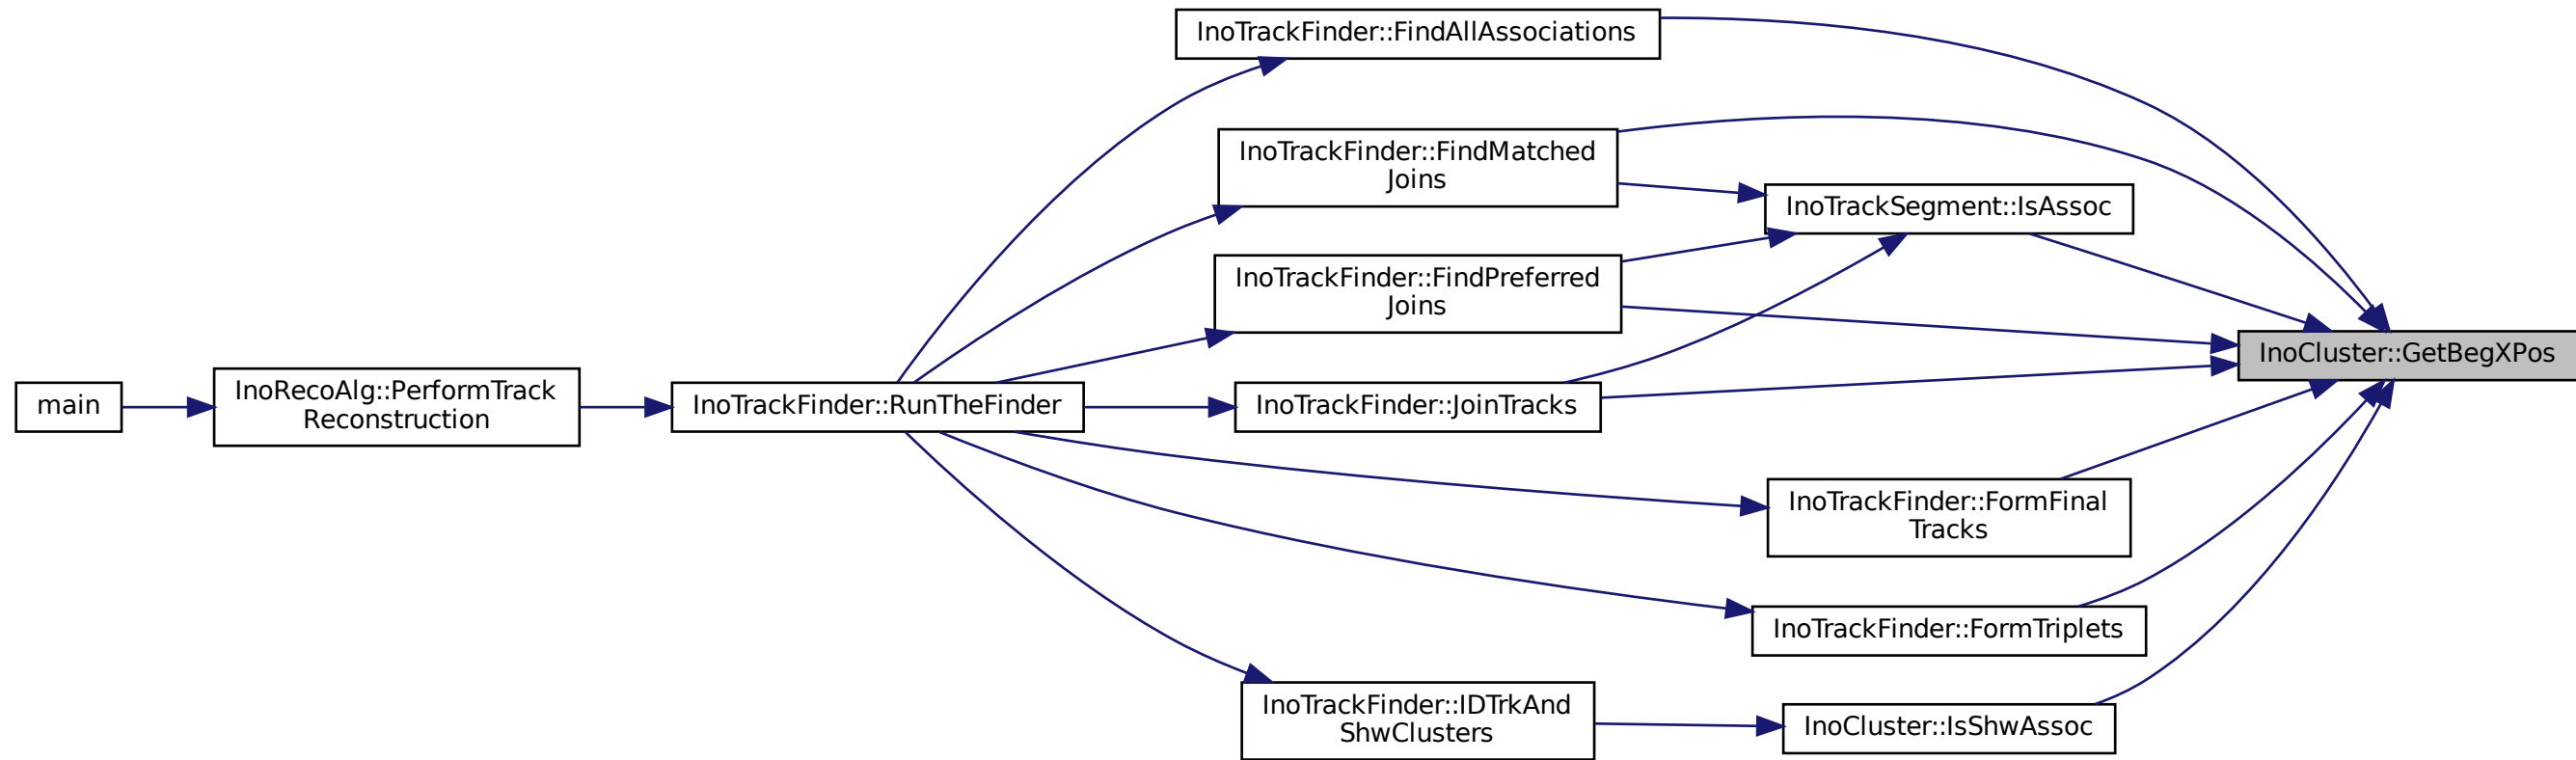 InoTrackFinder::FindAllAssociations
InoTrackFinder::FindMatched
Joins
InoTrackSegment::IsAssoc
InoTrackFinder::FindPreferred
Joins
InoCluster::GetBegXPos
main
InoRecoAlg::PerformTrack
Reconstruction
InoTrackFinder::RunTheFinder
InoTrackFinder::JoinTracks
InoTrackFinder::FormFinal
Tracks
InoTrackFinder::FormTriplets
InoTrackFinder::IDTrkAnd
ShwClusters
InoCluster::IsShwAssoc